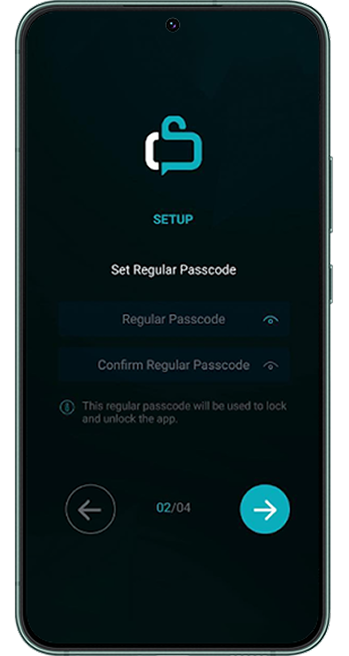 SETUP
Set Regular Passcode
Regular Passcode
Confirm Regular Passcode
This regular passcode will be used to lock
and unlock the app.
02/04